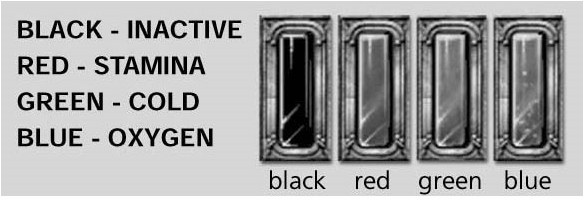 BLACK - INACTIVE
RED - STAMINA
GREEN - COLD
BLUE - OXYGEN
black red green blue